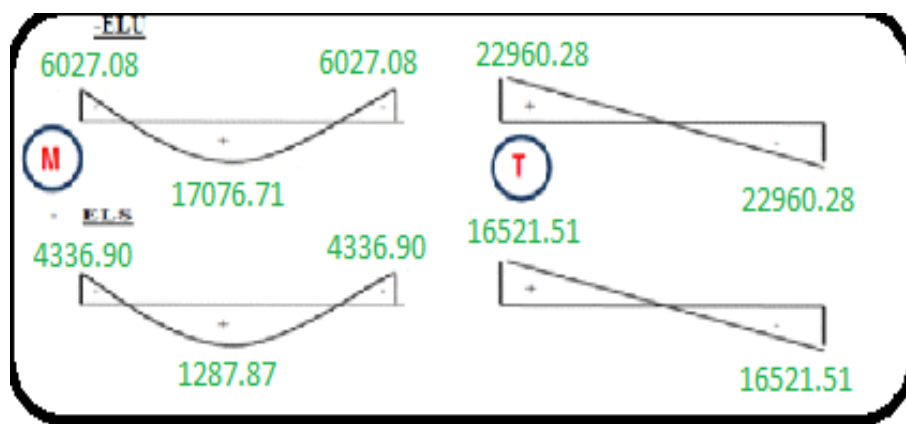 -ELU
6027.08 6027.08 22960.28
- - +
+ -
M T
17076.71 22960.28
- ELS 16521.51
4336.90 4336.90
- - +
+ -
1287.87 16521.51